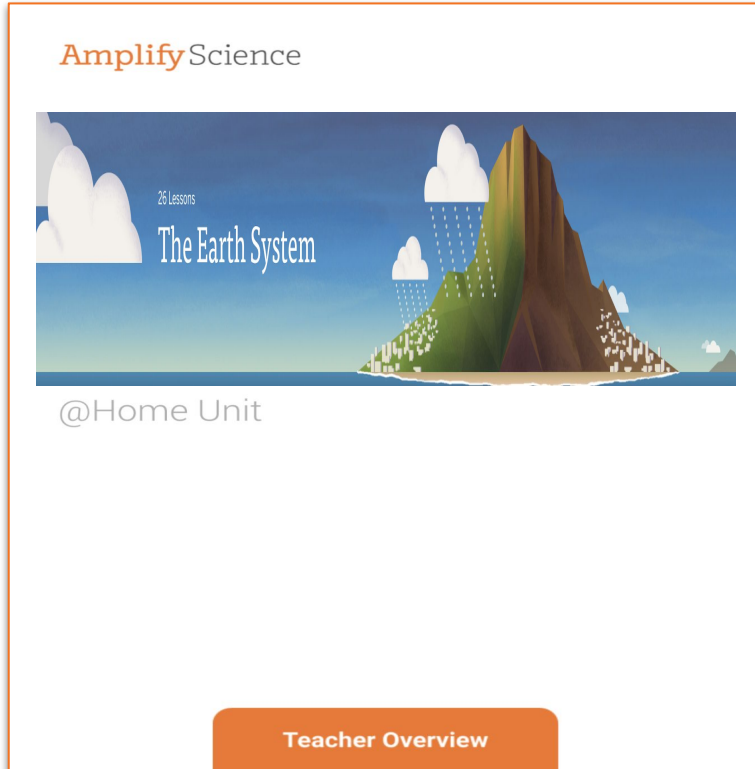 Amplify Science
26 Lessons
The Earth System
@Home Unit
Teacher Overview